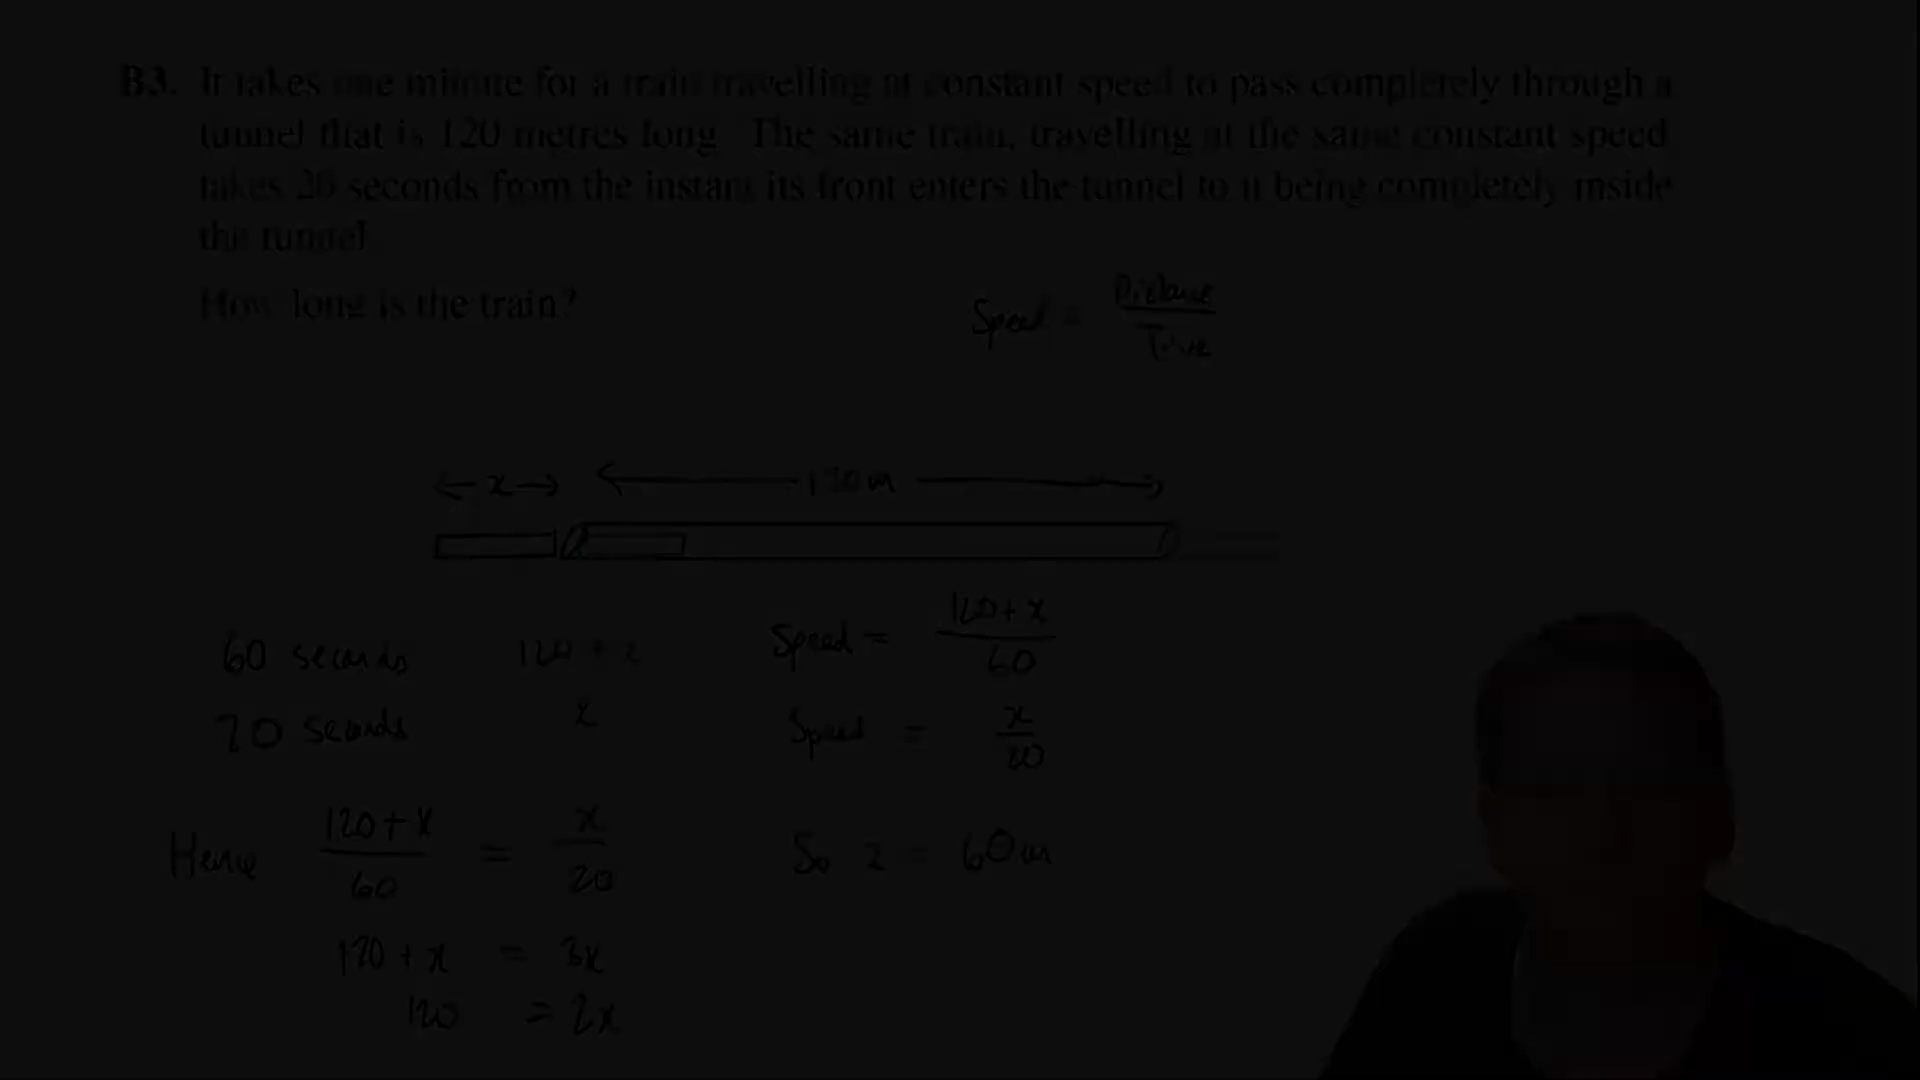 B3. It takes one minute for a train travelling at constant speed to pass completely through a
tunnel that is 120 metres long. The same train, travelling at the same constant speed,
takes 20 seconds from the instant its front enters the tunnel to it being completely inside
the tunnel.
How long is the train?
Speed = Distance / Time
x 120 m
60 seconds 120 + x Speed = 120 + x / 60
20 seconds x Speed = x / 20
Hence 120 + x / 60 = x / 20 So x = 60 m
120 + x = 3x
120 = 2x